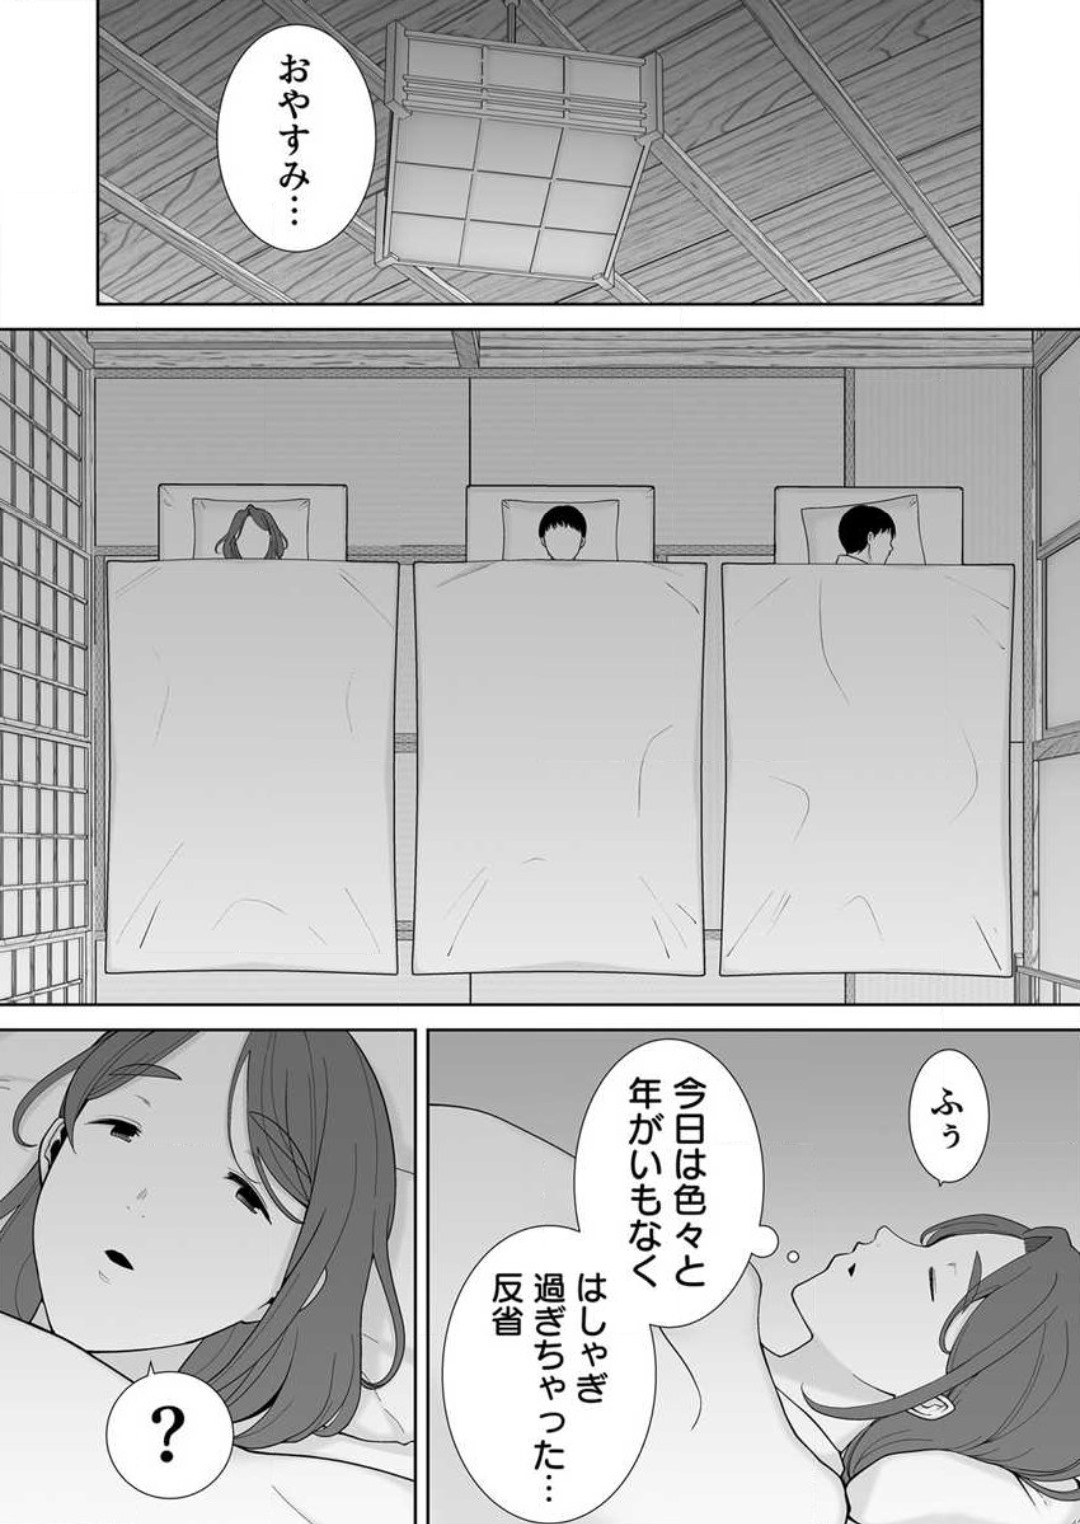 おやすみ…
ふぅ
今日は色々と
年がいもなく
はしゃぎ
過ぎちゃった…
反省
?